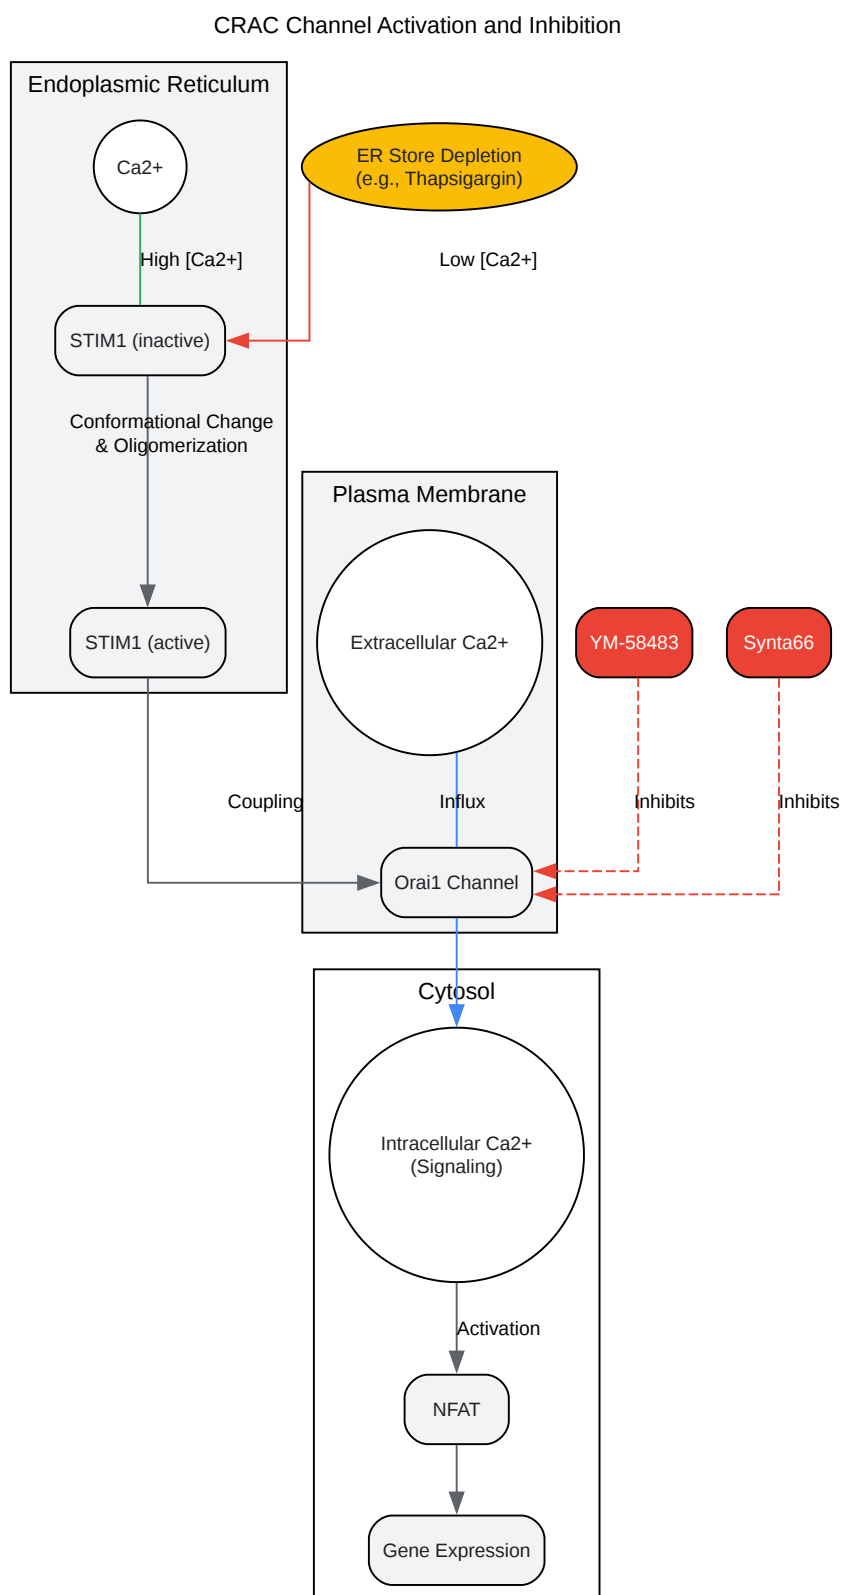 CRAC Channel Activation and Inhibition
Endoplasmic Reticulum
Ca2+
ER Store Depletion
(e.g., Thapsigargin)
High [Ca2+]
Low [Ca2+]
STIM1 (inactive)
Conformational Change
& Oligomerization
Plasma Membrane
Extracellular Ca2+
STIM1 (active)
YM-58483
Synta66
Coupling
Influx
Inhibits
Inhibits
Orai1 Channel
Cytosol
Intracellular Ca2+
(Signaling)
Activation
NFAT
Gene Expression